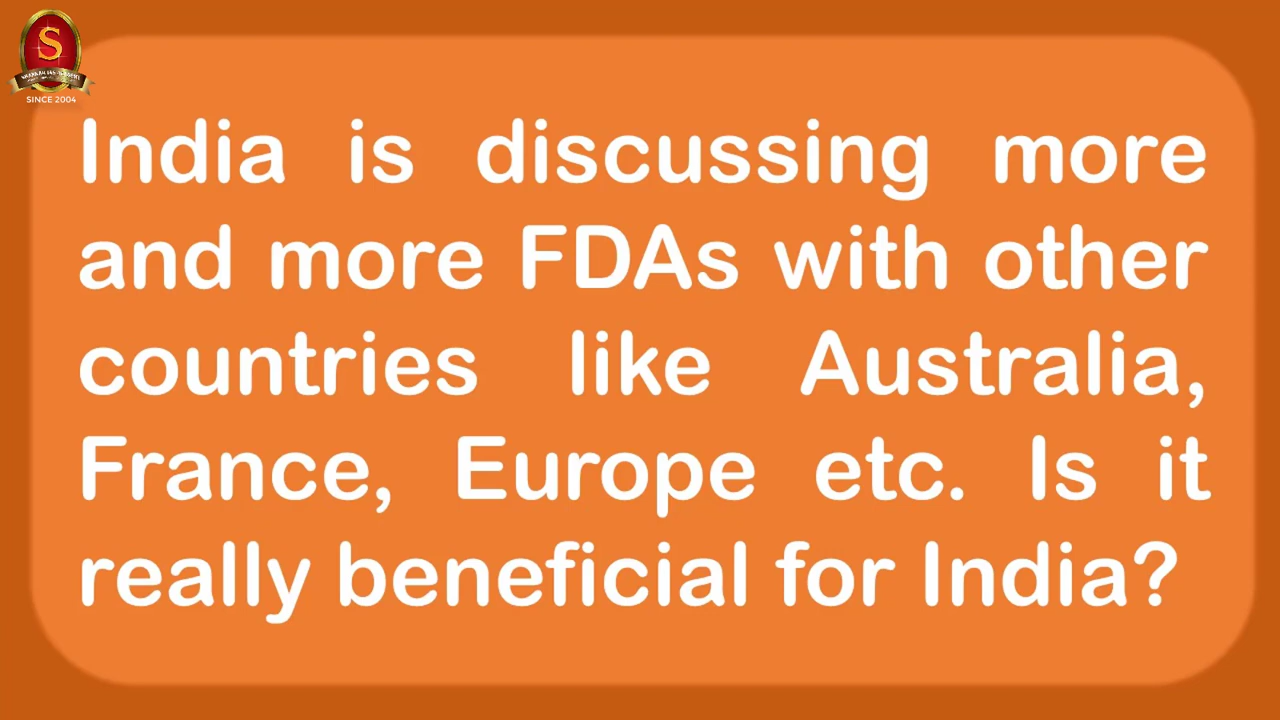 S
SINCE 2004
India is discussing more
and more FDAs with other
countries like Australia,
France, Europe etc. Is it
really beneficial for India?